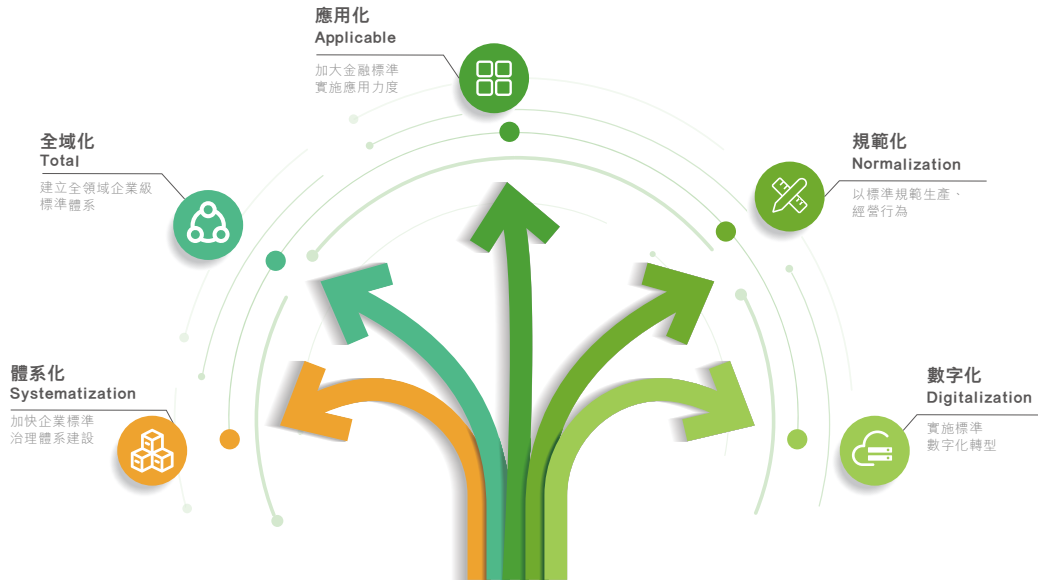 應用化
Applicable
加大金融標準
實施應用力度
全域化
Total
建立全領域企業級
標準體系
規範化
Normalization
以標準規範生產、
經營行為
體系化
Systematization
加快企業標準
治理體系建設
數字化
Digitalization
實施標準
數字化轉型